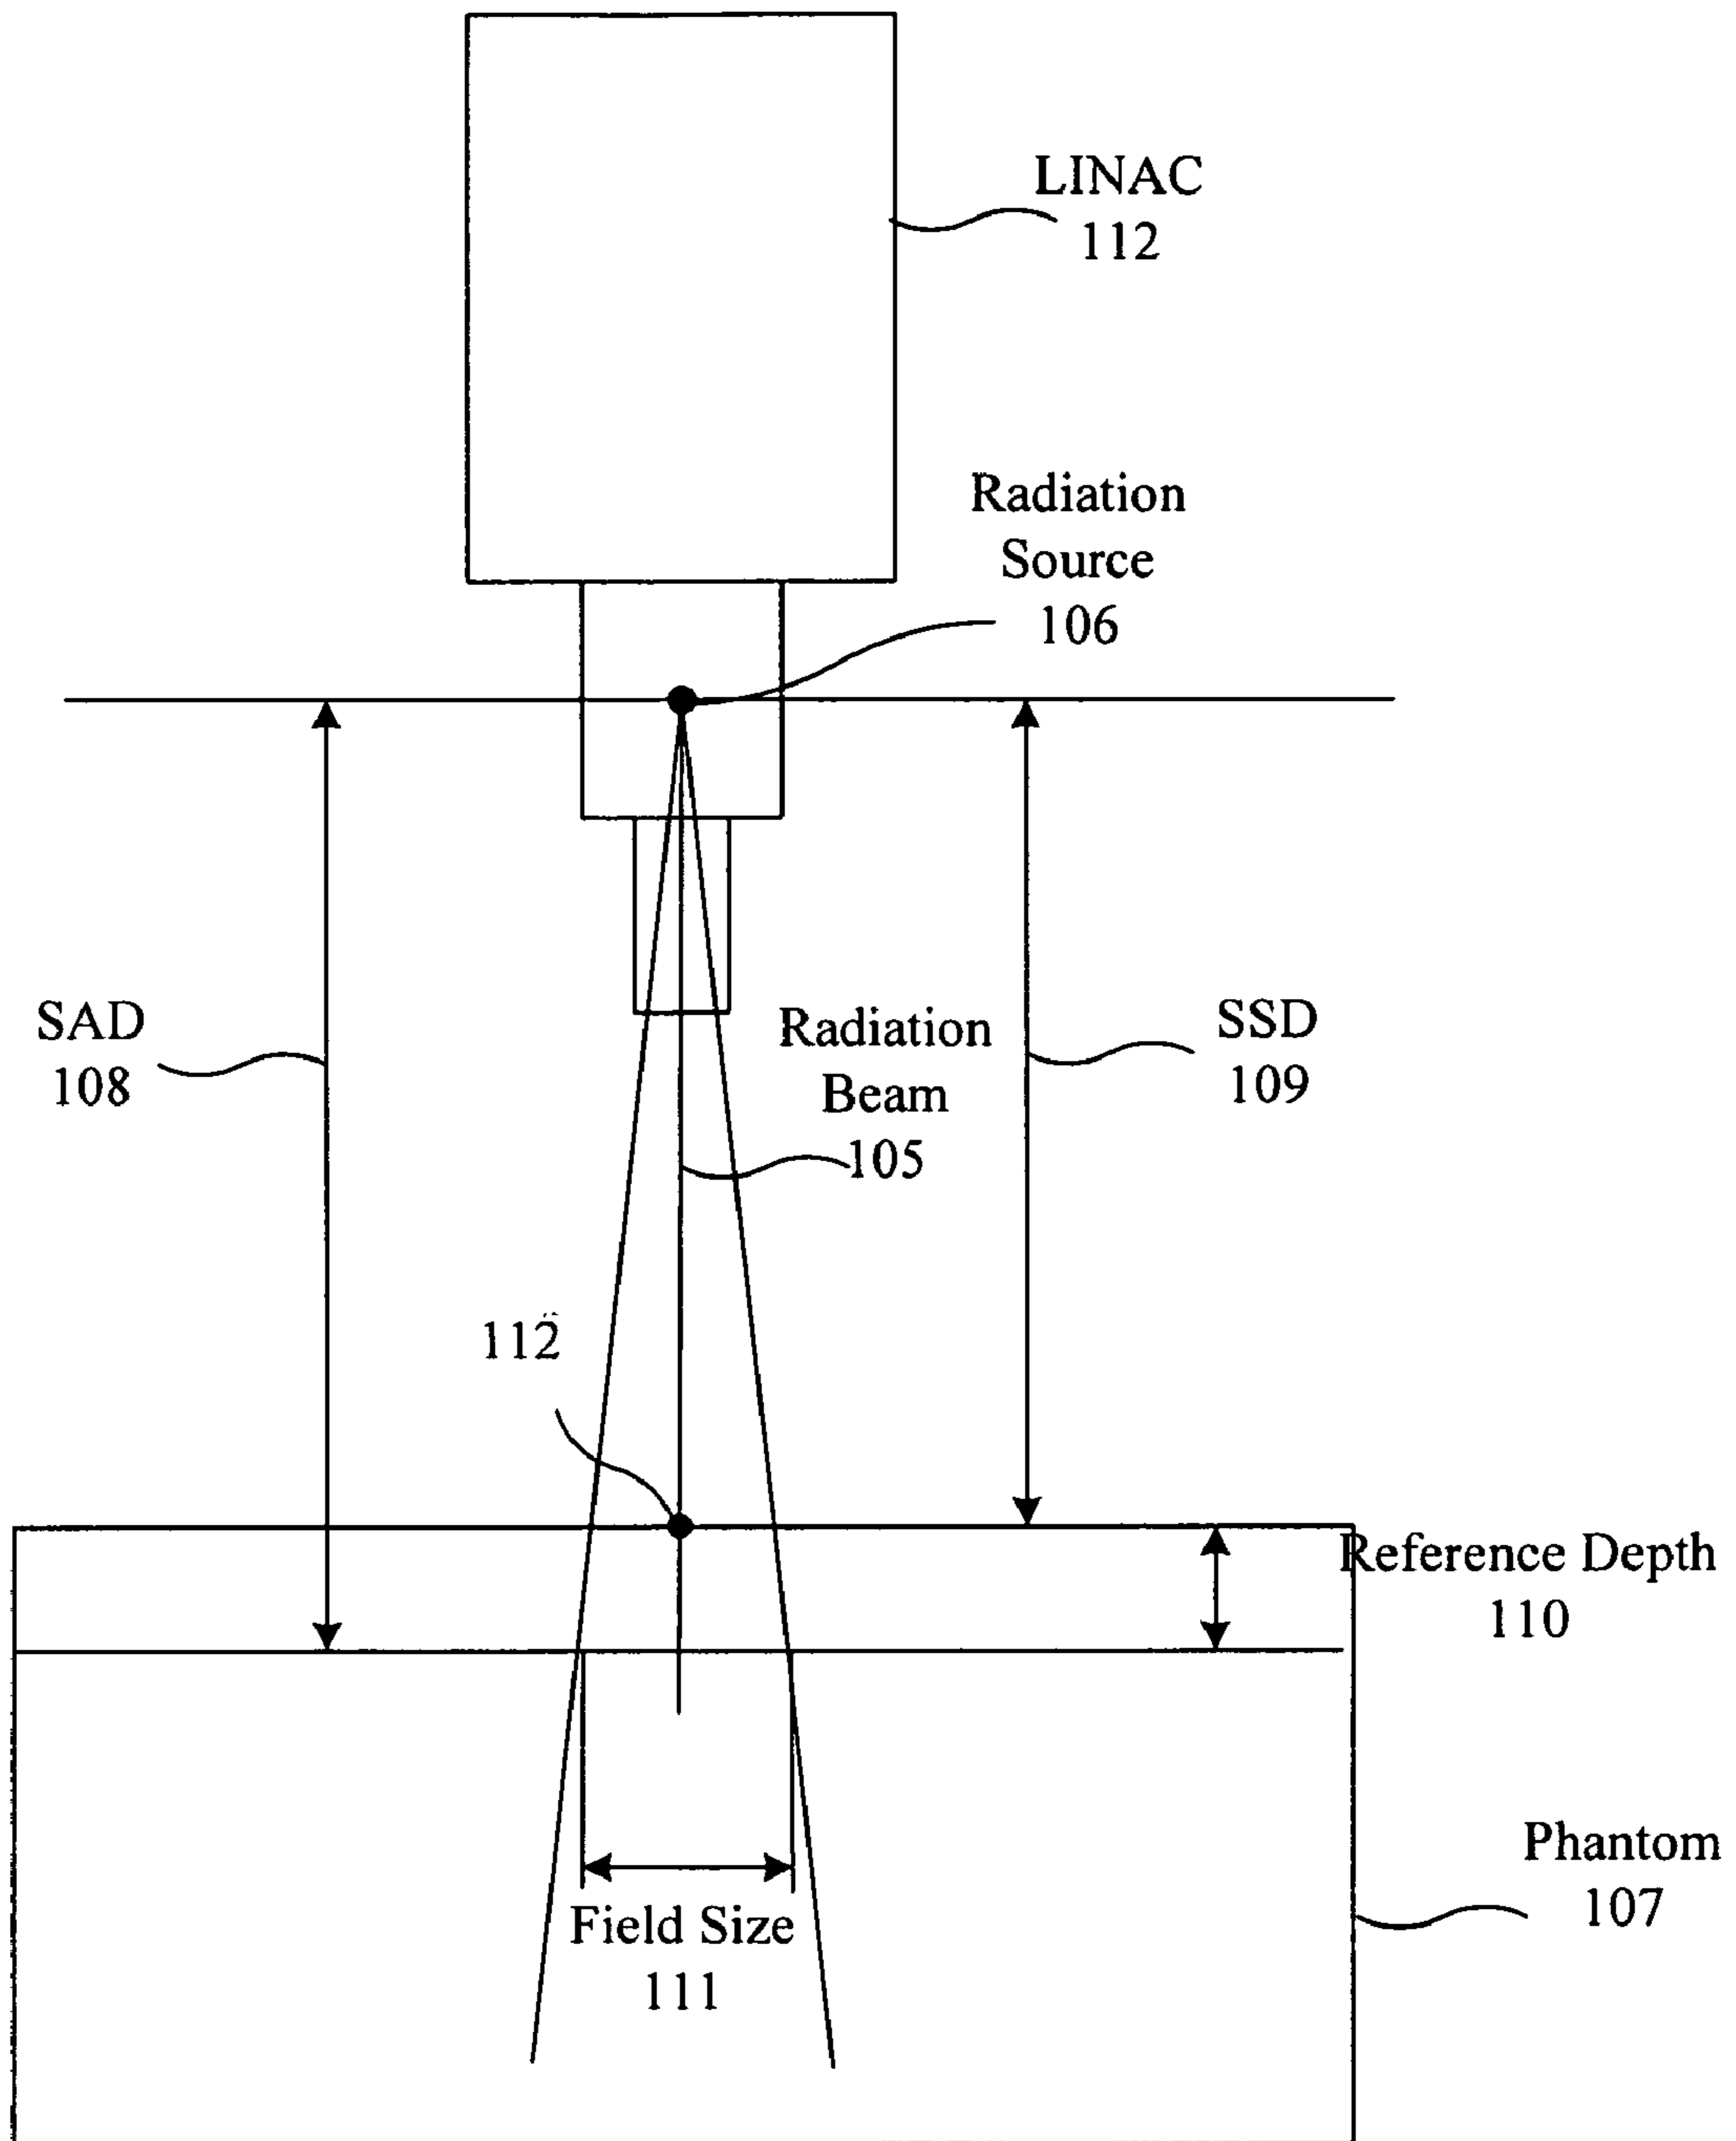 LINAC
112
Radiation
Source
106
SAD
108
Radiation
Beam
105
SSD
109
112
Reference Depth
110
Phantom
107
Field Size
111